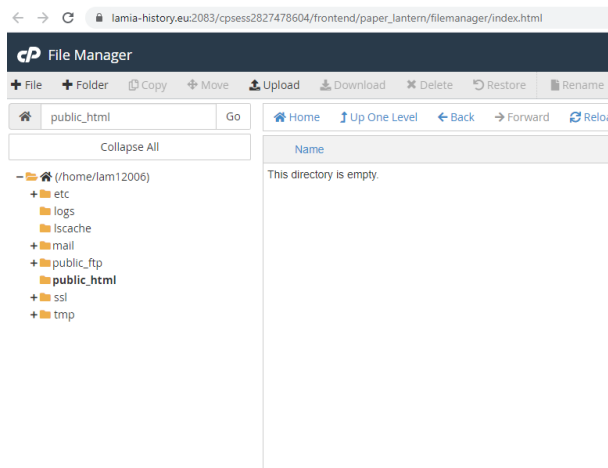 lamia-history.eu:2083/cpsess2827478604/frontend/paper_lantern/filemanager/index.html
cP File Manager
File Folder Copy Move Upload Download Delete Restore Rename
public_html Go Home Up One Level Back Forward Reloa
Collapse All
Name
This directory is empty.
(/home/lam12006)
etc
logs
lscache
mail
public_ftp
public_html
ssl
tmp